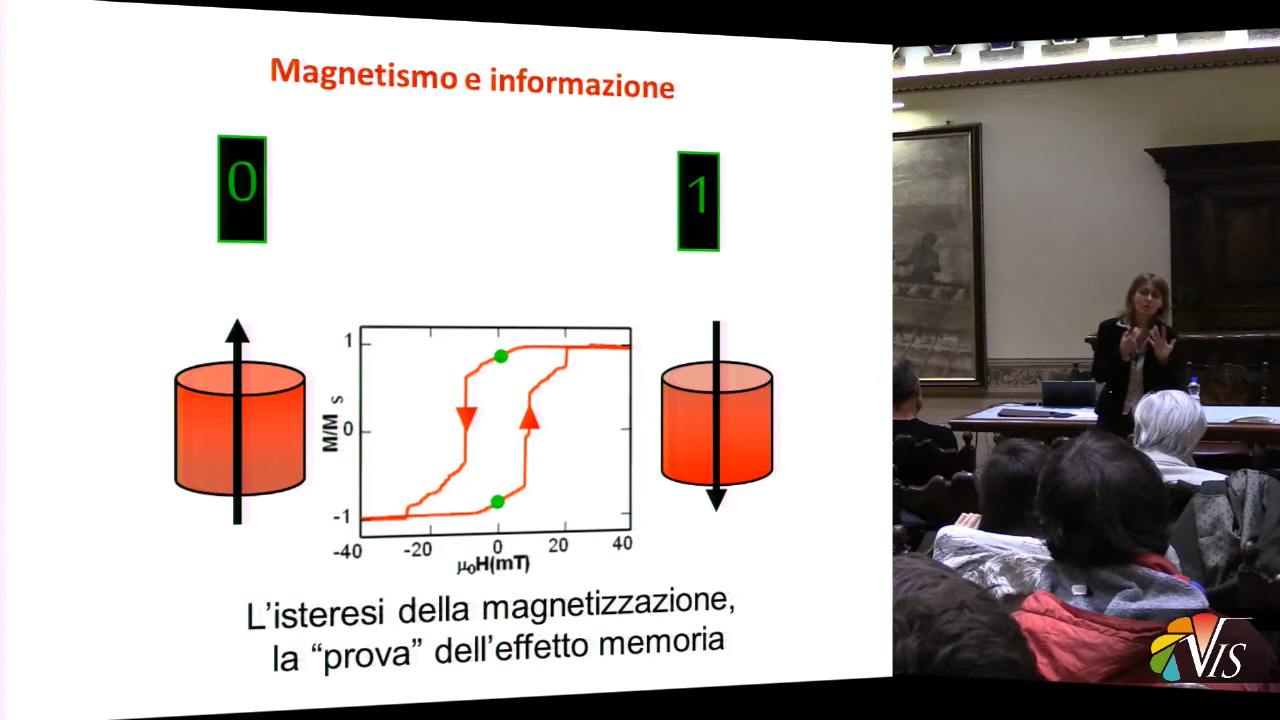 Magnetismo e informazione
0
1
M/M s
1
0
-1
-40
-20
0
20
40
μ₀H(mT)
L'isteresi della magnetizzazione,
la “prova” dell'effetto memoria
VIS